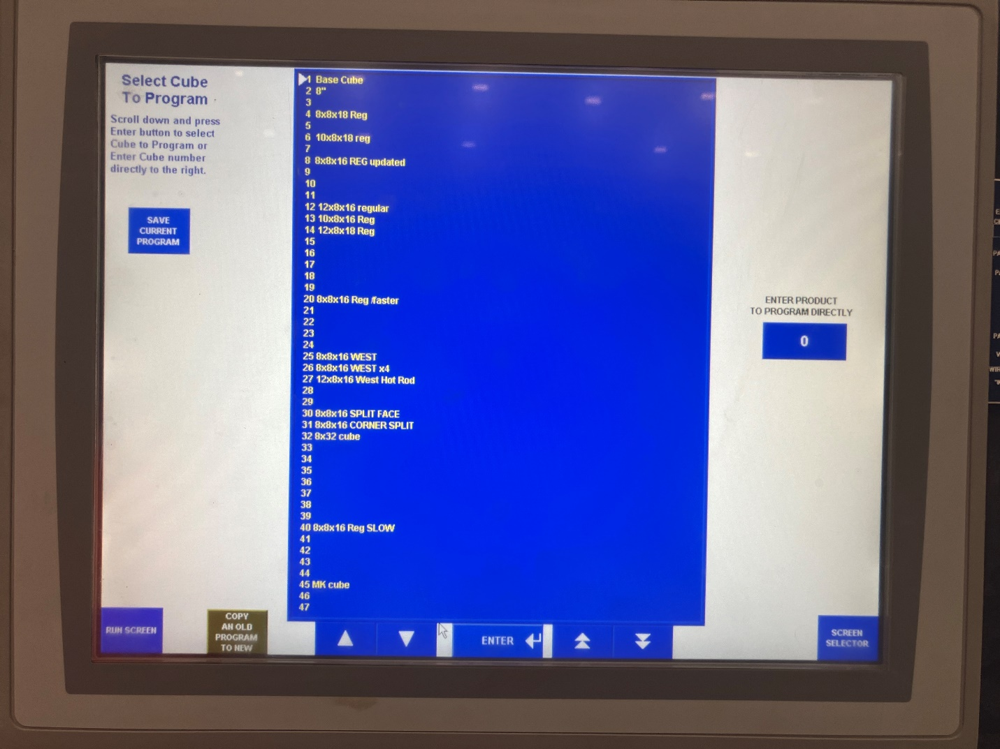 Select Cube
To Program
Scroll down and press
Enter button to select
Cube to Program or
Enter Cube number
directly to the right.
SAVE
CURRENT
PROGRAM
1 Base Cube
2 8"
3
4 8x8x18 Reg
5
6 10x8x18 reg
7
8 8x8x16 REG updated
9
10
11
12 12x8x16 regular
13 10x8x16 Reg
14 12x8x18 Reg
15
16
17
18
19
20 8x8x16 Reg /faster
21
22
23
24
25 8x8x16 WEST
26 8x8x16 WEST x4
27 12x8x16 West Hot Rod
28
29
30 8x8x16 SPLIT FACE
31 8x8x16 CORNER SPLIT
32 8x32 cube
33
34
35
36
37
38
39
40 8x8x16 Reg SLOW
41
42
43
44
45 MK cube
46
47
ENTER PRODUCT
TO PROGRAM DIRECTLY
0
RUN SCREEN
COPY
AN OLD
PROGRAM
TO NEW
ENTER
SCREEN
SELECTOR